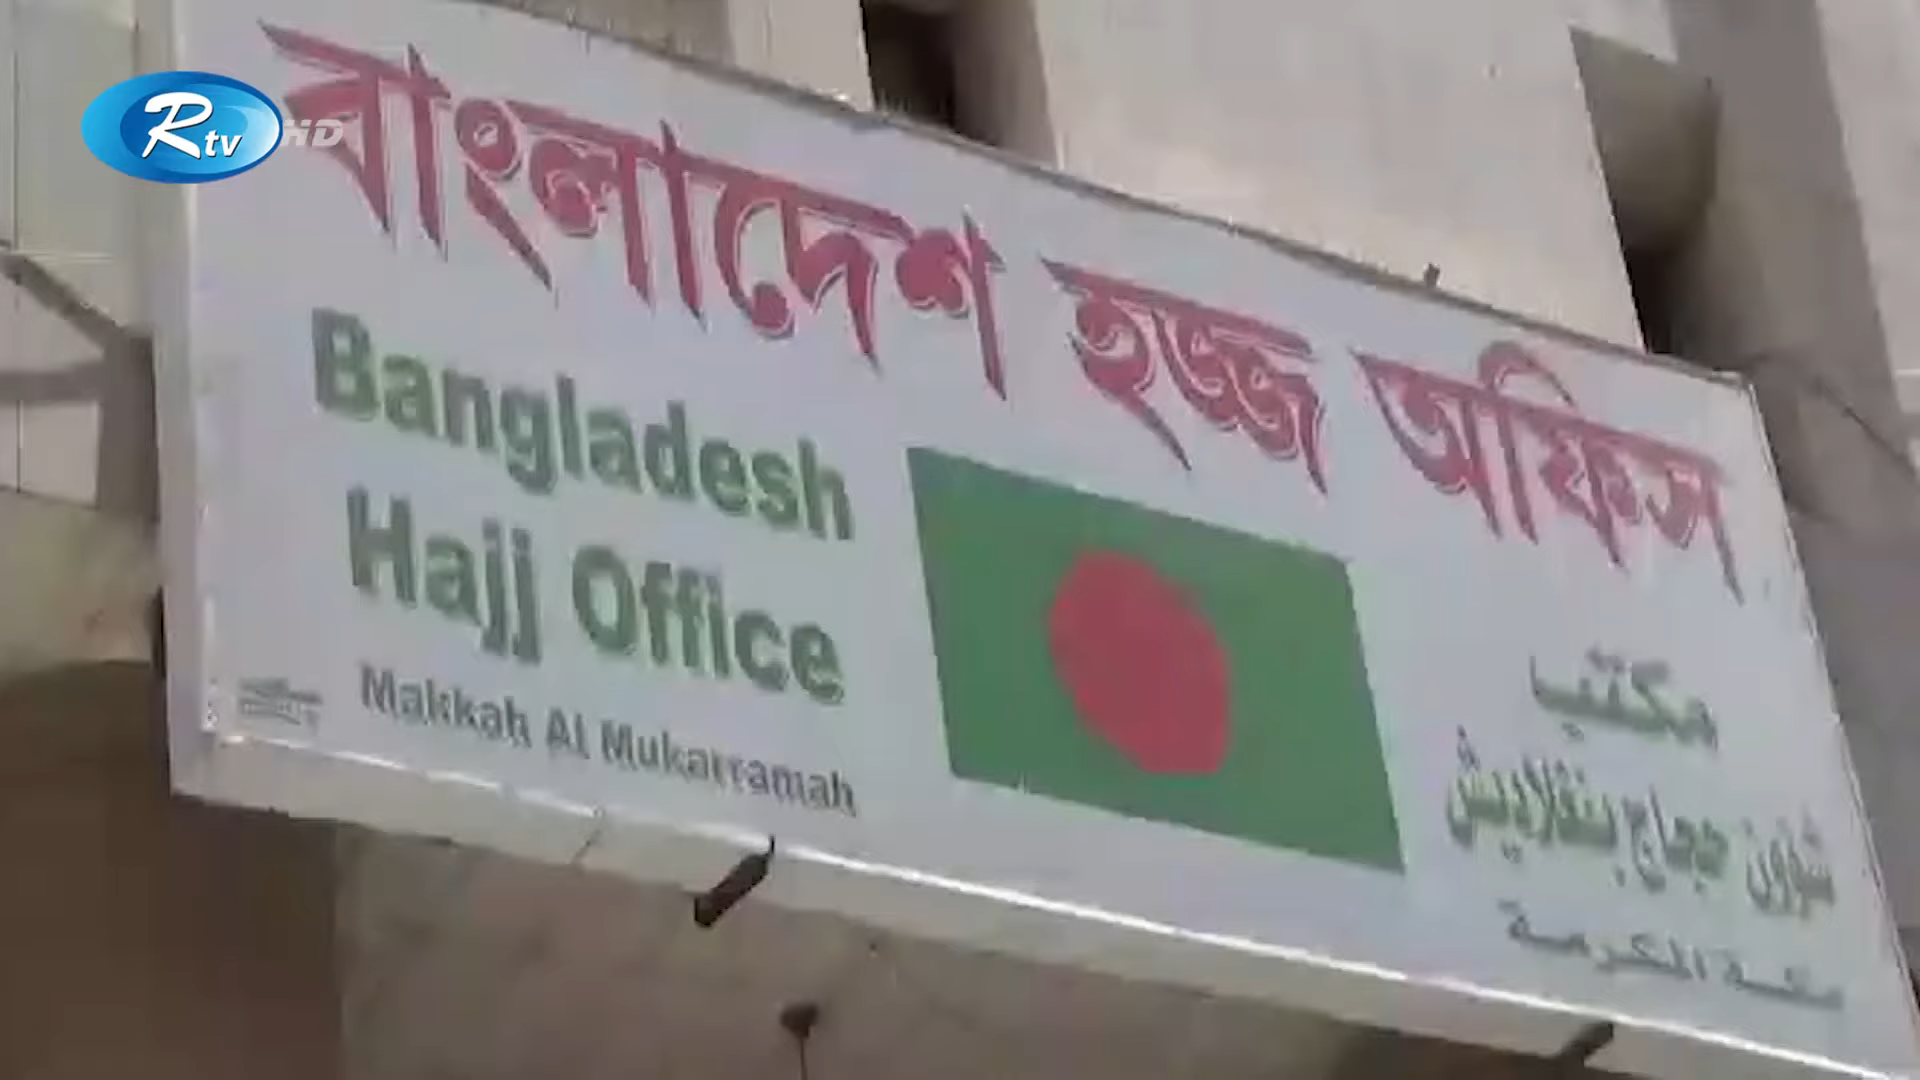 Rtv HD
বাংলাদেশ হজ্জ অফিস
Bangladesh
Hajj Office
Makkah Al Mukarramah
مكتب
شؤون حجاج بنغلاديش
مكة المكرمة